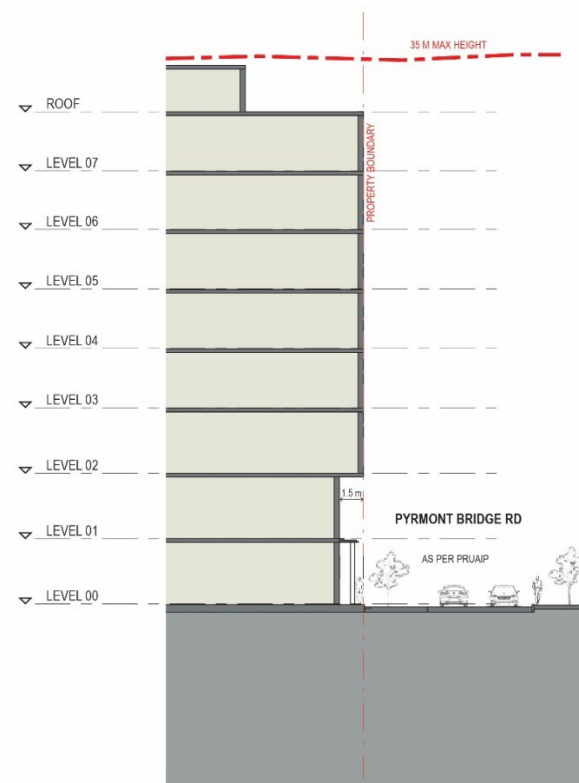 35 M MAX HEIGHT
ROOF
PROPERTY BOUNDARY
LEVEL 07
LEVEL 06
LEVEL 05
LEVEL 04
LEVEL 03
LEVEL 02
1.5 m
PYRMONT BRIDGE RD
LEVEL 01
AS PER PRUAIP
LEVEL 00